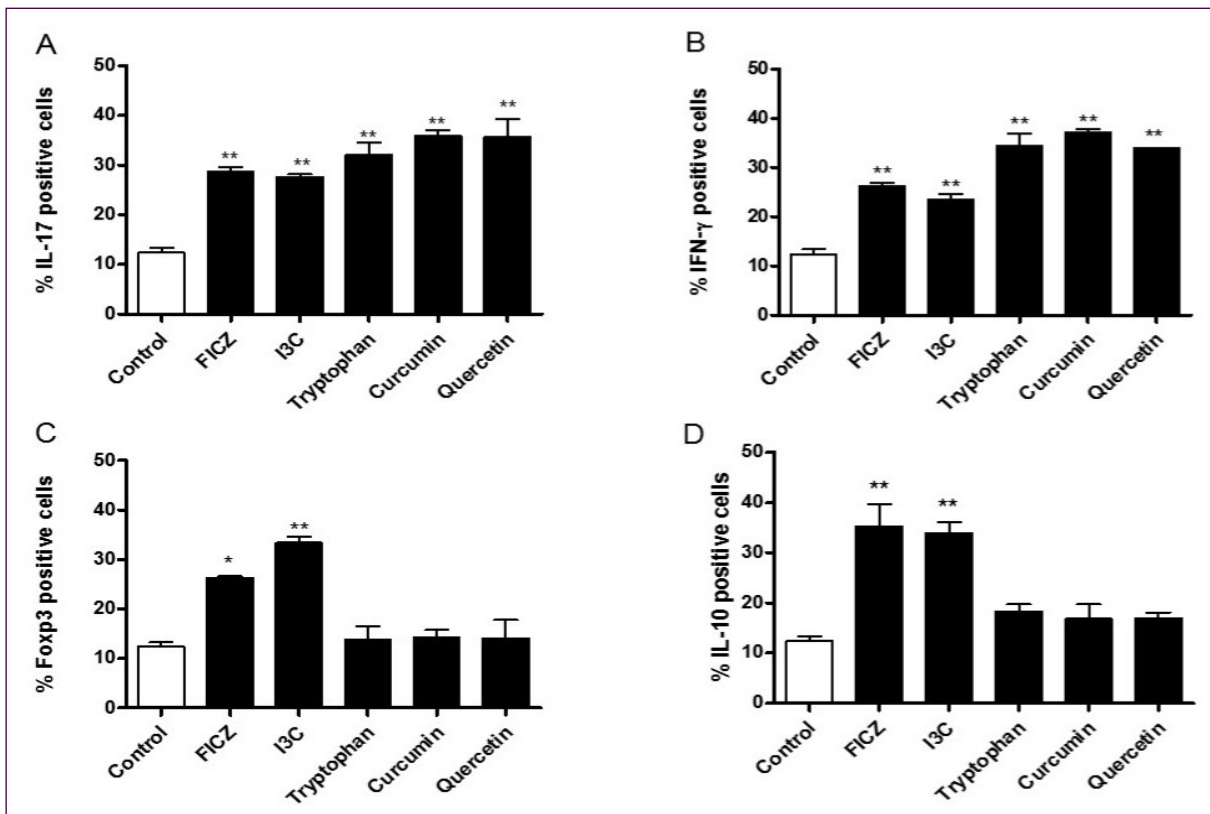 A
% IL-17 positive cells
50
40
30
20
10
0
**
**
**
**
**
Control
FICZ
I3C
Tryptophan
Curcumin
Quercetin
B
% IFN-γ positive cells
50
40
30
20
10
0
**
**
**
**
**
Control
FICZ
I3C
Tryptophan
Curcumin
Quercetin
C
% Foxp3 positive cells
50
40
30
20
10
0
*
**
Control
FICZ
I3C
Tryptophan
Curcumin
Quercetin
D
% IL-10 positive cells
50
40
30
20
10
0
**
**
Control
FICZ
I3C
Tryptophan
Curcumin
Quercetin